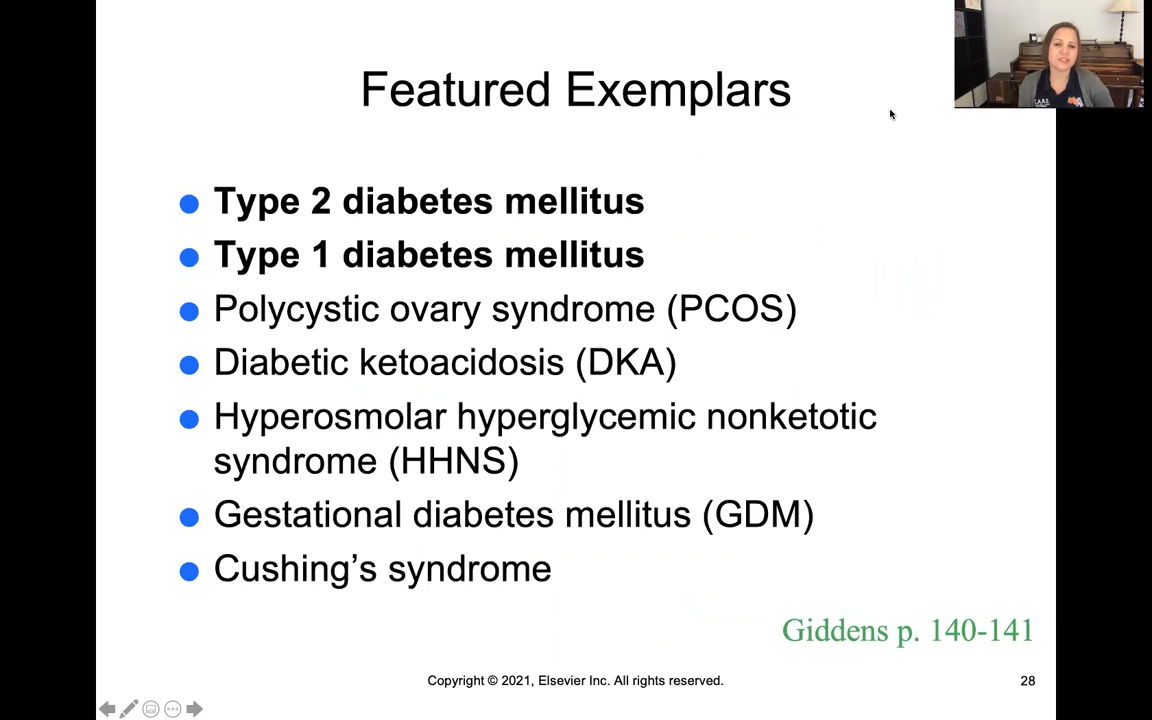 Featured Exemplars
Type 2 diabetes mellitus
Type 1 diabetes mellitus
Polycystic ovary syndrome (PCOS)
Diabetic ketoacidosis (DKA)
Hyperosmolar hyperglycemic nonketotic
syndrome (HHNS)
Gestational diabetes mellitus (GDM)
Cushing’s syndrome
Giddens p. 140-141
Copyright © 2021, Elsevier Inc. All rights reserved.
28